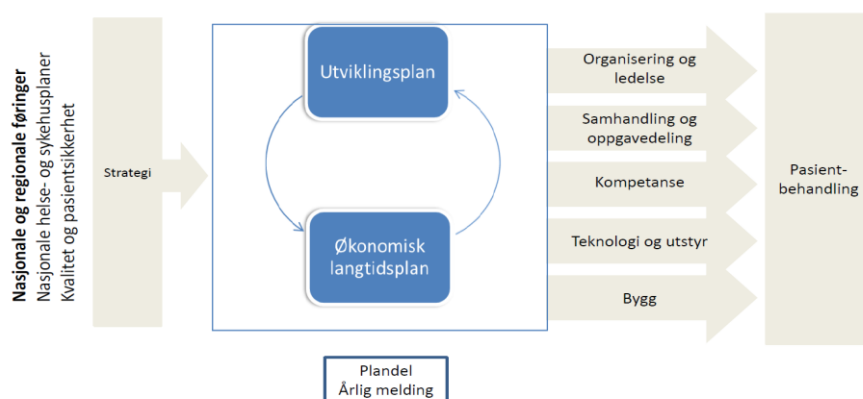 Nasjonale og regionale føringer
Nasjonale helse- og sykehusplaner
Kvalitet og pasientsikkerhet
Strategi
Utviklingsplan
Økonomisk
langtidsplan
Plandel
Årlig melding
Organisering og
ledelse
Samhandling og
oppgavedeling
Kompetanse
Teknologi og utstyr
Bygg
Pasient-
behandling